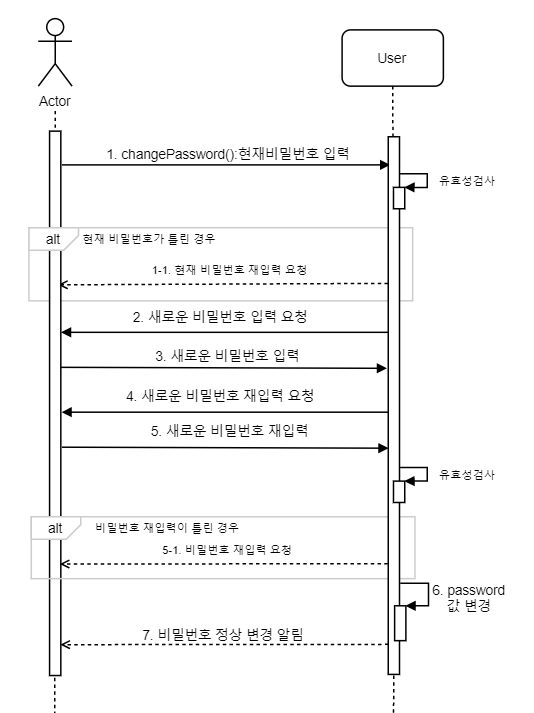 User
Actor
1. changePassword():현재비밀번호 입력
유효성검사
alt
현재 비밀번호가 틀린 경우
1-1. 현재 비밀번호 재입력 요청
2. 새로운 비밀번호 입력 요청
3. 새로운 비밀번호 입력
4. 새로운 비밀번호 재입력 요청
5. 새로운 비밀번호 재입력
유효성검사
alt
비밀번호 재입력이 틀린 경우
5-1. 비밀번호 재입력 요청
6. password
값 변경
7. 비밀번호 정상 변경 알림